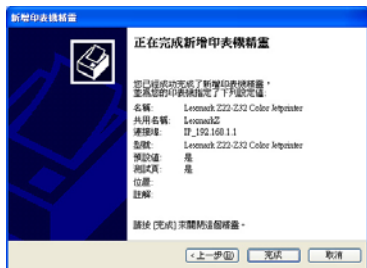 新增印表機精靈
正在完成新增印表機精靈
您已經成功完成了新增印表機精靈。
並為您的印表機指定了下列設定值:
名稱: Lexmark Z22-Z32 Color Jetprinter
共用名稱: LexmarkZ
連接埠: IP_192.168.1.1
型號: Lexmark Z22-Z32 Color Jetprinter
預設值: 是
測試頁: 是
位置:
註解:
請按 [完成] 來關閉這個精靈。
<上一步(B) 完成 取消